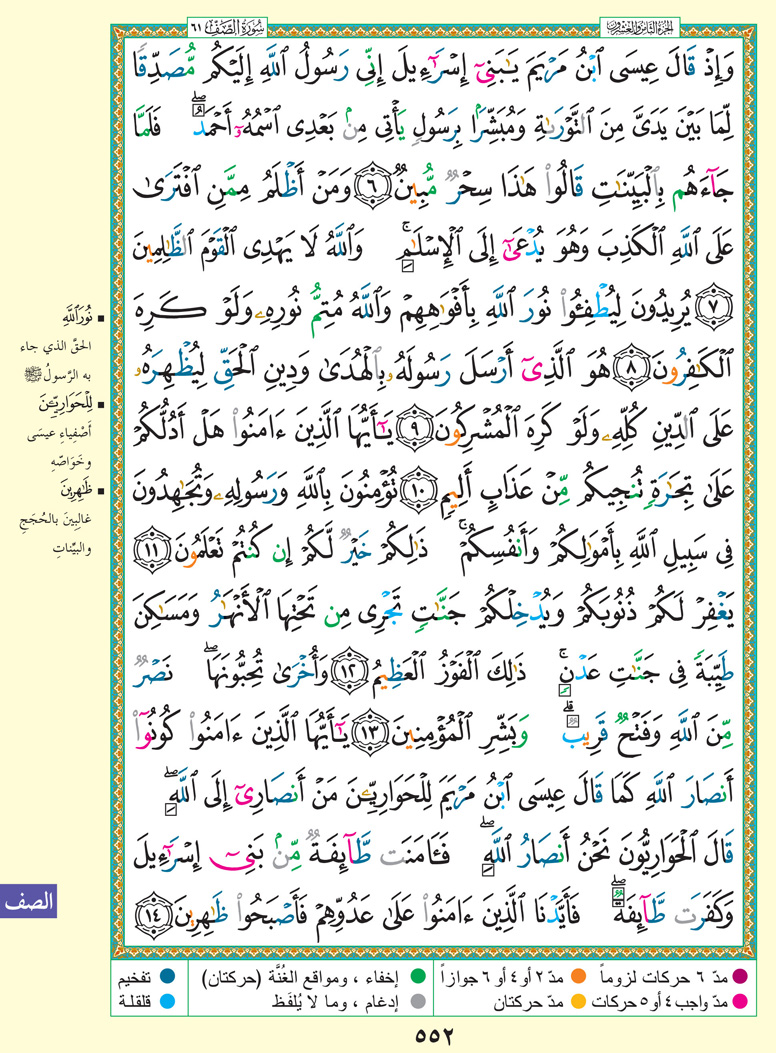 سُورَةُ الصَّفِّ ٦١
الجزء الثامن والعشرون
وَإِذْ قَالَ عِيسَى ٱبْنُ مَرْيَمَ يَٰبَنِىٓ إِسْرَٰٓءِيلَ إِنِّى رَسُولُ ٱللَّهِ إِلَيْكُم مُّصَدِّقًا
لِّمَا بَيْنَ يَدَىَّ مِنَ ٱلتَّوْرَىٰةِ وَمُبَشِّرًۢا بِرَسُولٍ يَأْتِى مِنۢ بَعْدِى ٱسْمُهُۥٓ أَحْمَدُ ۖ فَلَمَّا
جَآءَهُم بِٱلْبَيِّنَٰتِ قَالُوا۟ هَٰذَا سِحْرٌ مُّبِينٌ ٦ وَمَنْ أَظْلَمُ مِمَّنِ ٱفْتَرَىٰ
عَلَى ٱللَّهِ ٱلْكَذِبَ وَهُوَ يُدْعَىٰٓ إِلَى ٱلْإِسْلَٰمِ ۚ وَٱللَّهُ لَا يَهْدِى ٱلْقَوْمَ ٱلظَّٰلِمِينَ
٧ يُرِيدُونَ لِيُطْفِـُٔوا۟ نُورَ ٱللَّهِ بِأَفْوَٰهِهِمْ وَٱللَّهُ مُتِمُّ نُورِهِۦ وَلَوْ كَرِهَ
ٱلْكَٰفِرُونَ ٨ هُوَ ٱلَّذِىٓ أَرْسَلَ رَسُولَهُۥ بِٱلْهُدَىٰ وَدِينِ ٱلْحَقِّ لِيُظْهِرَهُۥ
عَلَى ٱلدِّينِ كُلِّهِۦ وَلَوْ كَرِهَ ٱلْمُشْرِكُونَ ٩ يَٰٓأَيُّهَا ٱلَّذِينَ ءَامَنُوا۟ هَلْ أَدُلُّكُمْ
عَلَىٰ تِجَٰرَةٍ تُنجِيكُم مِّنْ عَذَابٍ أَلِيمٍ ١٠ تُؤْمِنُونَ بِٱللَّهِ وَرَسُولِهِۦ وَتُجَٰهِدُونَ
فِى سَبِيلِ ٱللَّهِ بِأَمْوَٰلِكُمْ وَأَنفُسِكُمْ ۚ ذَٰلِكُمْ خَيْرٌ لَّكُمْ إِن كُنتُمْ تَعْلَمُونَ ١١
يَغْفِرْ لَكُمْ ذُنُوبَكُمْ وَيُدْخِلْكُمْ جَنَّٰتٍ تَجْرِى مِن تَحْتِهَا ٱلْأَنْهَٰرُ وَمَسَٰكِنَ
طَيِّبَةً فِى جَنَّٰتِ عَدْنٍ ۚ ذَٰلِكَ ٱلْفَوْزُ ٱلْعَظِيمُ ١٢ وَأُخْرَىٰ تُحِبُّونَهَا ۖ نَصْرٌ
مِّنَ ٱللَّهِ وَفَتْحٌ قَرِيبٌ ۗ وَبَشِّرِ ٱلْمُؤْمِنِينَ ١٣ يَٰٓأَيُّهَا ٱلَّذِينَ ءَامَنُوا۟ كُونُوٓا۟
أَنصَارَ ٱللَّهِ كَمَا قَالَ عِيسَى ٱبْنُ مَرْيَمَ لِلْحَوَارِيِّۦنَ مَنْ أَنصَارِىٓ إِلَى ٱللَّهِ ۖ
قَالَ ٱلْحَوَارِيُّونَ نَحْنُ أَنصَارُ ٱللَّهِ ۖ فَـَٔامَنَت طَّآئِفَةٌ مِّنۢ بَنِىٓ إِسْرَٰٓءِيلَ
وَكَفَرَت طَّآئِفَةٌ ۖ فَأَيَّدْنَا ٱلَّذِينَ ءَامَنُوا۟ عَلَىٰ عَدُوِّهِمْ فَأَصْبَحُوا۟ ظَٰهِرِينَ ١٤
■ نُورَ ٱللَّهِ
الحقّ الذي جاء
به الرَّسولُ ﷺ
■ لِلْحَوَارِيِّۦنَ
أَصْفِياءِ عيسَى
وخَوَاصّهِ
■ ظَٰهِرِينَ
غالِبِينَ بالحُجَجِ
والبيِّناتِ
الصف
مدّ ٦ حركات لزوماً
مدّ ٢ أو ٤ أو ٦ جوازاً
إخفاء ، ومواقع الغُنَّة (حركتان)
تفخيم
مدّ واجب ٤ أو ٥ حركات
مدّ حركتان
إدغام ، وما لا يُلفَظ
قلقلة
٥٥٢